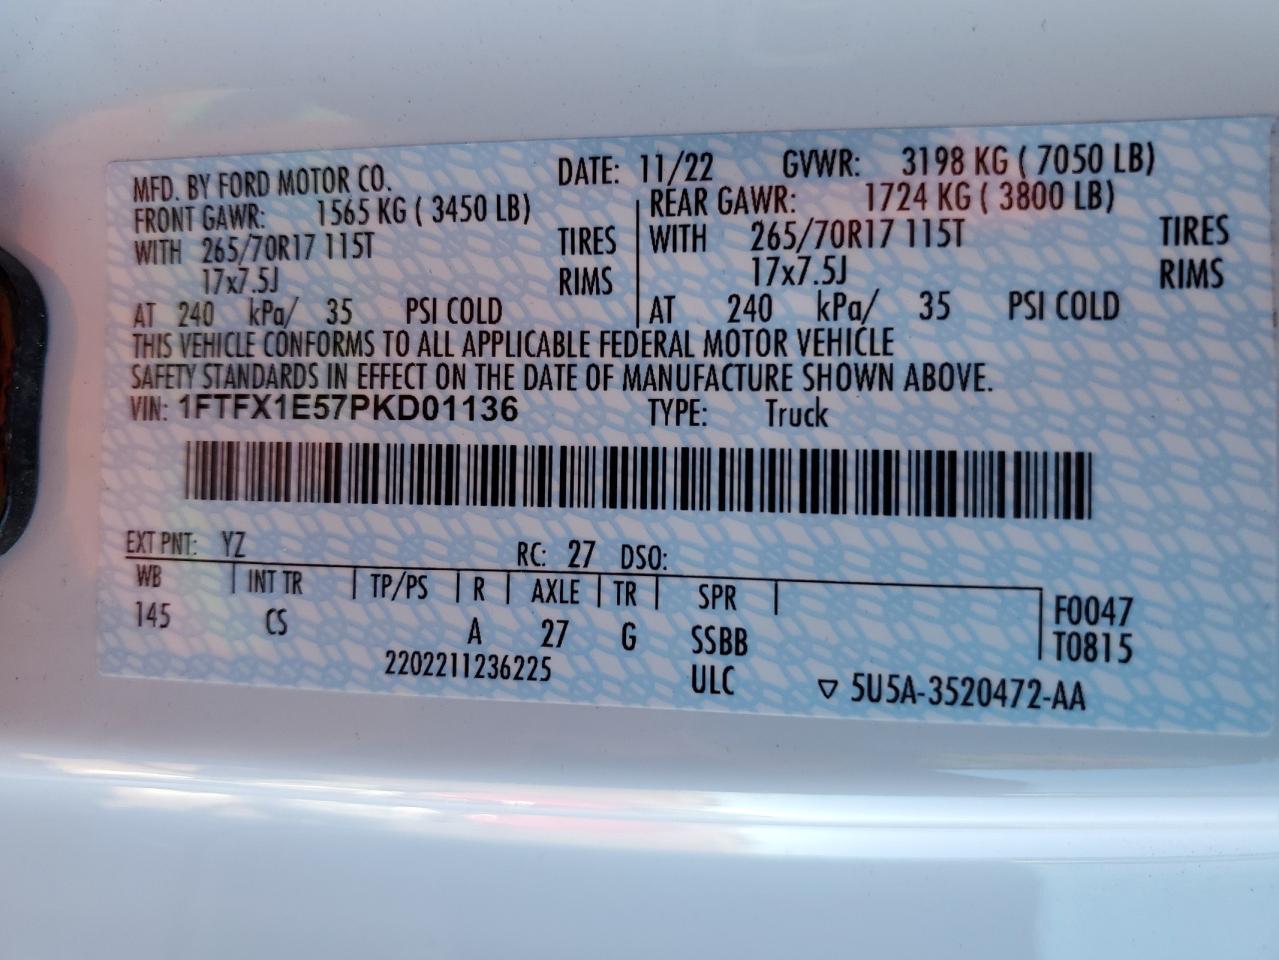 MFD. BY FORD MOTOR CO. DATE: 11/22 GVWR: 3198 KG ( 7050 LB)
FRONT GAWR: 1565 KG ( 3450 LB) REAR GAWR: 1724 KG ( 3800 LB)
WITH 265/70R17 115T TIRES WITH 265/70R17 115T TIRES
17x7.5J RIMS 17x7.5J RIMS
AT 240 kPa/ 35 PSI COLD AT 240 kPa/ 35 PSI COLD
THIS VEHICLE CONFORMS TO ALL APPLICABLE FEDERAL MOTOR VEHICLE
SAFETY STANDARDS IN EFFECT ON THE DATE OF MANUFACTURE SHOWN ABOVE.
VIN: 1FTFX1E57PKD01136 TYPE: Truck
EXT PNT: YZ RC: 27 DSO:
WB INT TR TP/PS R AXLE TR SPR F0047
145 CS A 27 G SSBB T0815
2202211236225 ULC ▽ 5U5A-3520472-AA